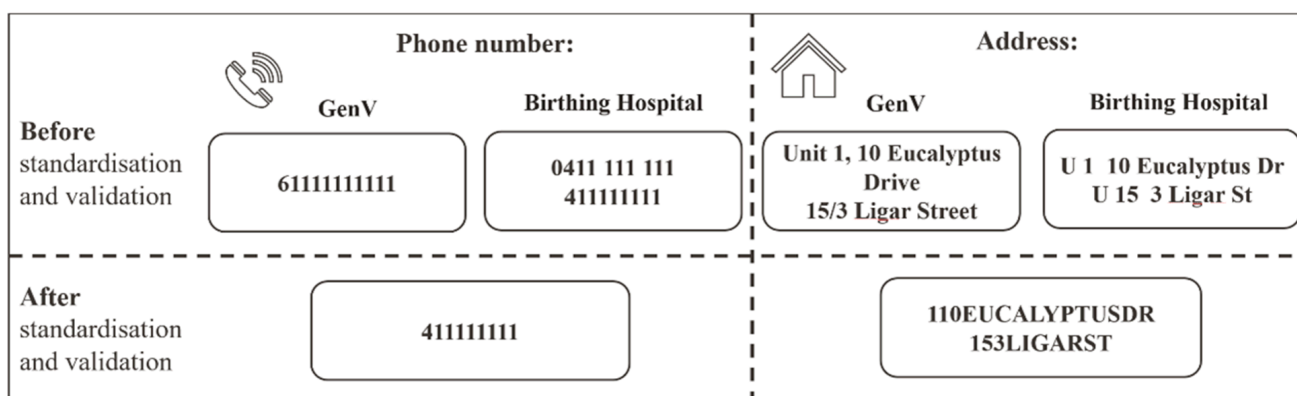 Phone number:
Address:
GenV
Birthing Hospital
GenV
Birthing Hospital
Before
standardisation
and validation
61111111111
0411 111 111
411111111
Unit 1, 10 Eucalyptus
Drive
15/3 Ligar Street
U 1  10 Eucalyptus Dr
U 15  3 Ligar St
After
standardisation
and validation
411111111
110EUCALYPTUSDR
153LIGARST